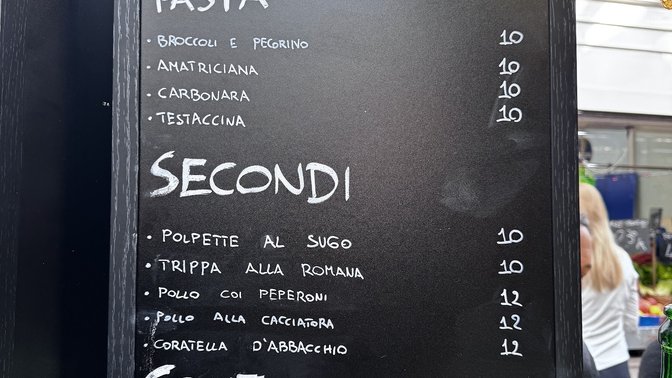 PASTA
· BROCCOLI E PECORINO 10
· AMATRICIANA 10
· CARBONARA 10
· TESTACCINA 10
SECONDI
· POLPETTE AL SUGO 10
· TRIPPA ALLA ROMANA 10
· POLLO COI PEPERONI 12
· POLLO ALLA CACCIATORA 12
· CORATELLA D'ABBACCHIO 12